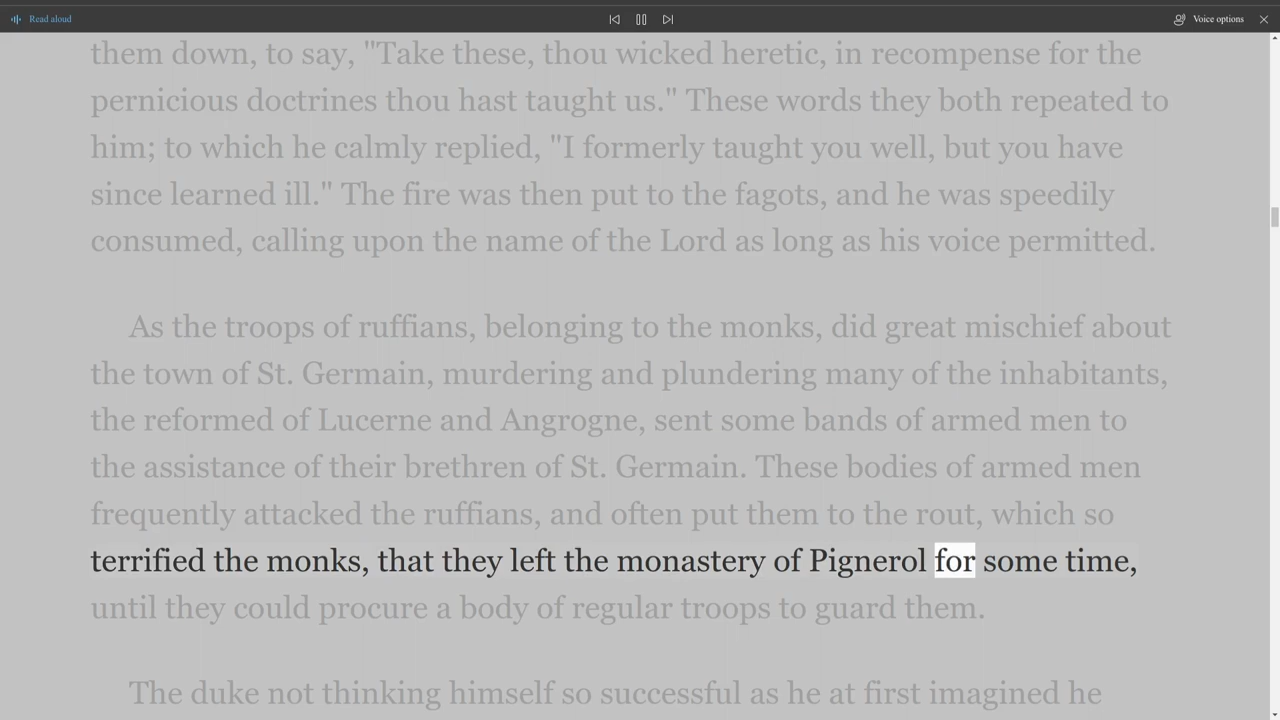 Read aloud
Voice options
them down, to say, "Take these, thou wicked heretic, in recompense for the
pernicious doctrines thou hast taught us." These words they both repeated to
him; to which he calmly replied, "I formerly taught you well, but you have
since learned ill." The fire was then put to the fagots, and he was speedily
consumed, calling upon the name of the Lord as long as his voice permitted.
As the troops of ruffians, belonging to the monks, did great mischief about
the town of St. Germain, murdering and plundering many of the inhabitants,
the reformed of Lucerne and Angrogne, sent some bands of armed men to
the assistance of their brethren of St. Germain. These bodies of armed men
frequently attacked the ruffians, and often put them to the rout, which so
terrified the monks, that they left the monastery of Pignerol for some time,
until they could procure a body of regular troops to guard them.
The duke not thinking himself so successful as he at first imagined he